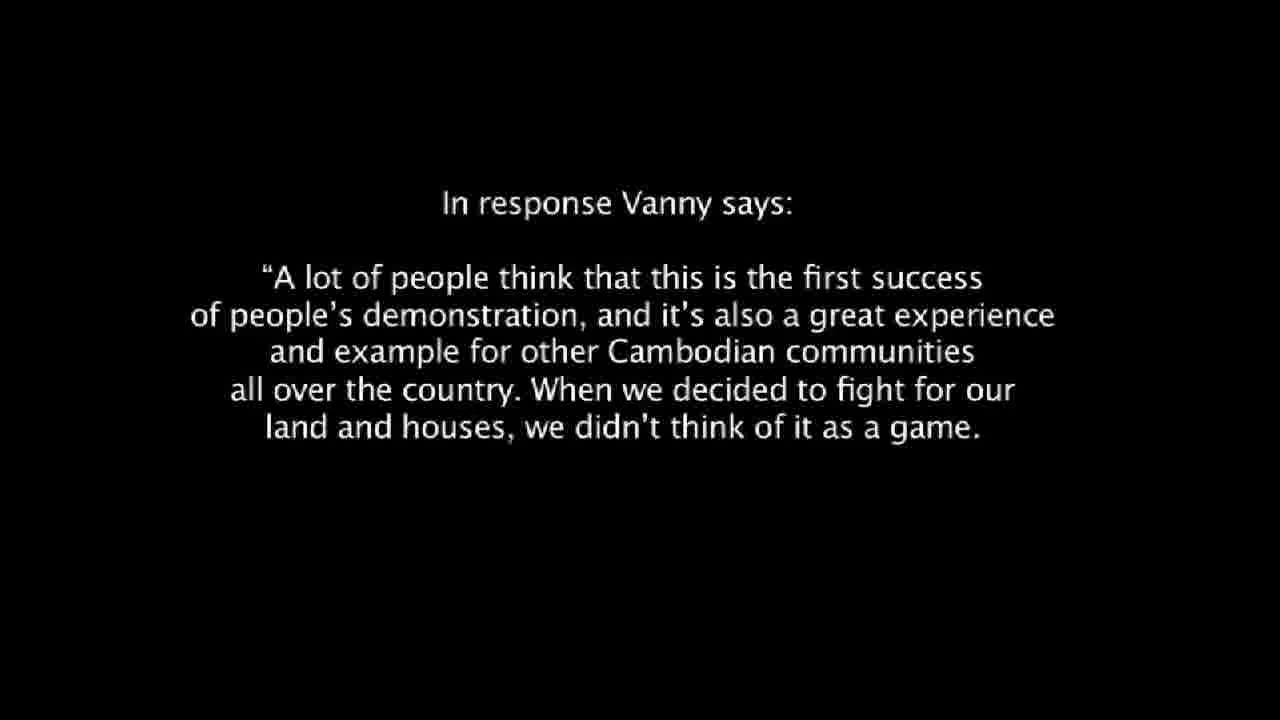 In response Vanny says:
“A lot of people think that this is the first success
of people’s demonstration, and it’s also a great experience
and example for other Cambodian communities
all over the country. When we decided to fight for our
land and houses, we didn’t think of it as a game.